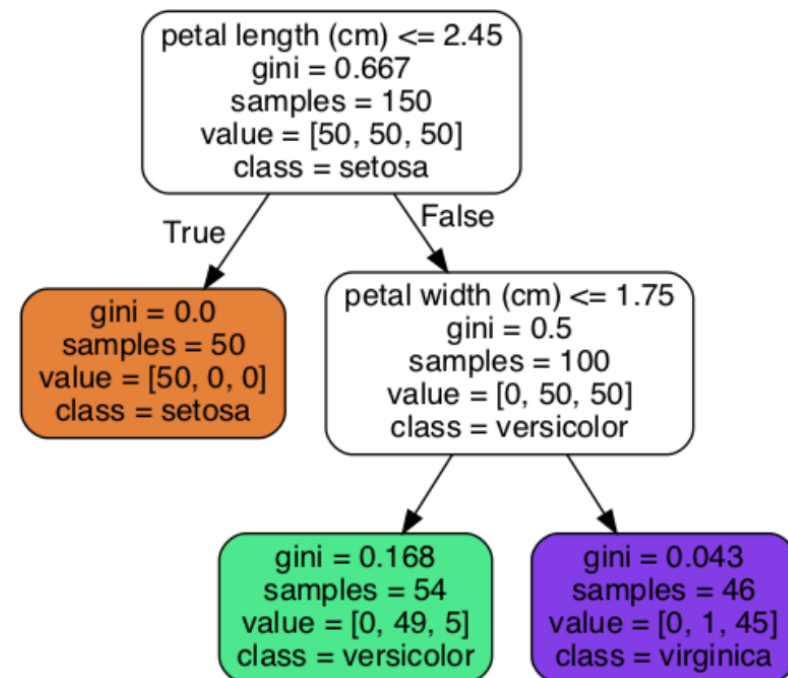 petal length (cm) <= 2.45
gini = 0.667
samples = 150
value = [50, 50, 50]
class = setosa
True
False
gini = 0.0
samples = 50
value = [50, 0, 0]
class = setosa
petal width (cm) <= 1.75
gini = 0.5
samples = 100
value = [0, 50, 50]
class = versicolor
gini = 0.168
samples = 54
value = [0, 49, 5]
class = versicolor
gini = 0.043
samples = 46
value = [0, 1, 45]
class = virginica